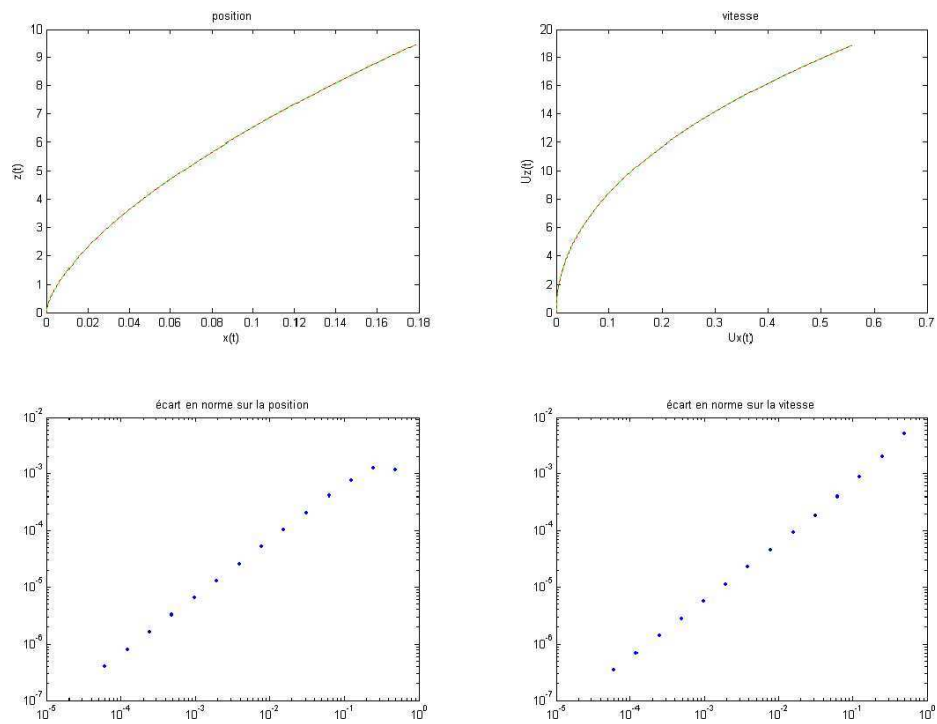 position
10
9
8
7
6
5
4
3
2
1
0
z(t)
0 0.02 0.04 0.06 0.08 0.1 0.12 0.14 0.16 0.18
x(t)
vitesse
20
18
16
14
12
10
8
6
4
2
0
Uz(t)
0 0.1 0.2 0.3 0.4 0.5 0.6 0.7
Ux(t)
écart en norme sur la position
10^-2
10^-3
10^-4
10^-5
10^-6
10^-7
10^-5 10^-4 10^-3 10^-2 10^-1 10^0
écart en norme sur la vitesse
10^-2
10^-3
10^-4
10^-5
10^-6
10^-7
10^-5 10^-4 10^-3 10^-2 10^-1 10^0